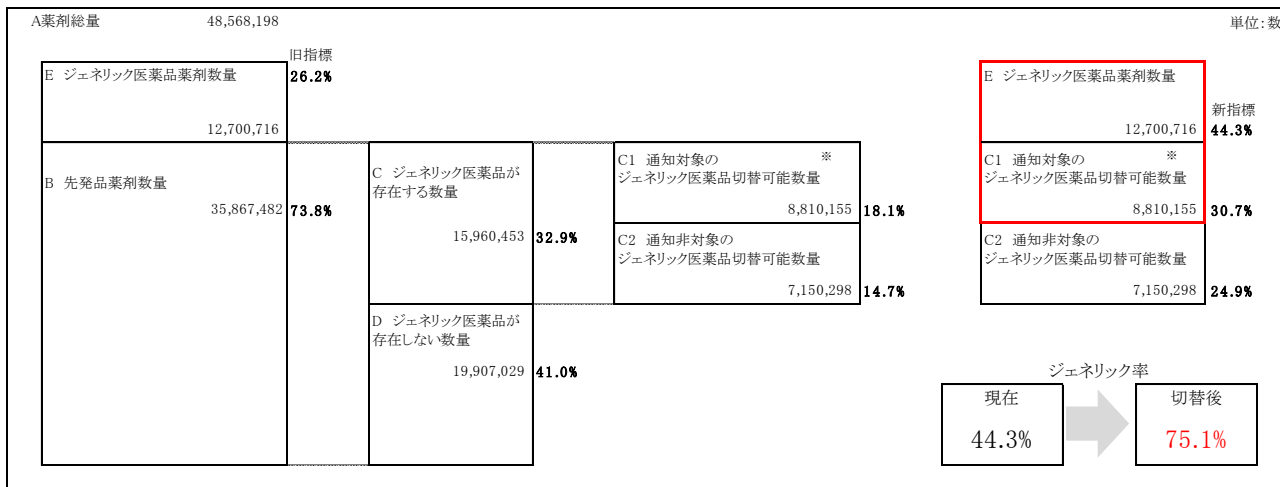 A薬剤総量 48,568,198
単位：数
旧指標
E ジェネリック医薬品薬剤数量 26.2%
12,700,716
B 先発品薬剤数量
35,867,482 73.8%
C ジェネリック医薬品が
存在する数量
15,960,453 32.9%
D ジェネリック医薬品が
存在しない数量
19,907,029 41.0%
C1 通知対象の ※
ジェネリック医薬品切替可能数量
8,810,155 18.1%
C2 通知非対象の
ジェネリック医薬品切替可能数量
7,150,298 14.7%
E ジェネリック医薬品薬剤数量
新指標
12,700,716 44.3%
C1 通知対象の ※
ジェネリック医薬品切替可能数量
8,810,155 30.7%
C2 通知非対象の
ジェネリック医薬品切替可能数量
7,150,298 24.9%
ジェネリック率
現在 切替後
44.3% 75.1%